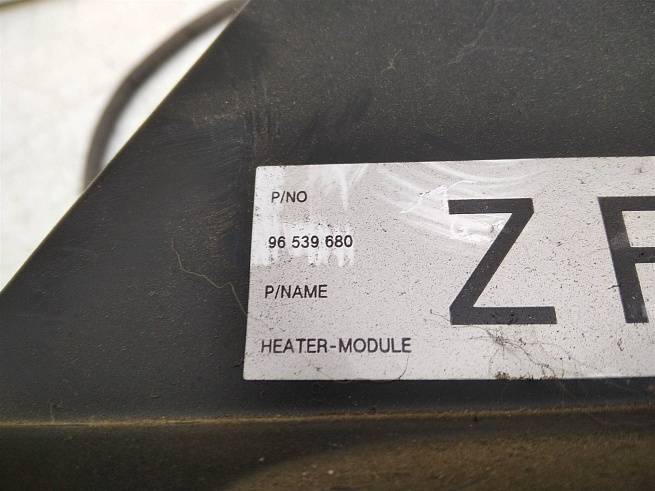 P/NO
96 539 680
P/NAME
HEATER-MODULE
Z